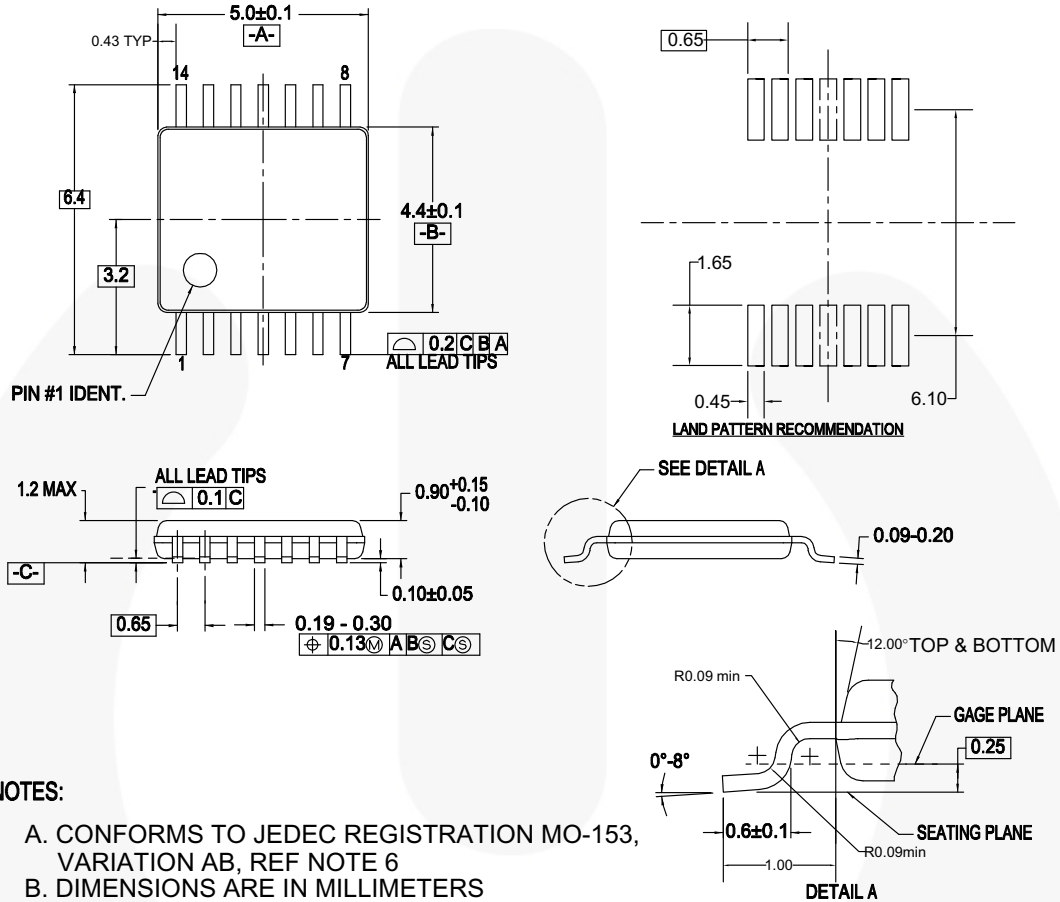 5.0±0.1
-A-
0.43 TYP
14
8
6.4
3.2
4.4±0.1
-B-
1
7
0.2 C B A
ALL LEAD TIPS
PIN #1 IDENT.
0.65
1.65
0.45
6.10
LAND PATTERN RECOMMENDATION
ALL LEAD TIPS
0.1 C
1.2 MAX
0.90+0.15
-0.10
-C-
0.10±0.05
0.65
0.19 - 0.30
⌖ 0.13Ⓜ A BⓈ CⓈ
SEE DETAIL A
0.09-0.20
12.00° TOP & BOTTOM
R0.09 min
GAGE PLANE
0.25
0°-8°
0.6±0.1
SEATING PLANE
R0.09min
1.00
DETAIL A
NOTES:
A. CONFORMS TO JEDEC REGISTRATION MO-153,
VARIATION AB, REF NOTE 6
B. DIMENSIONS ARE IN MILLIMETERS